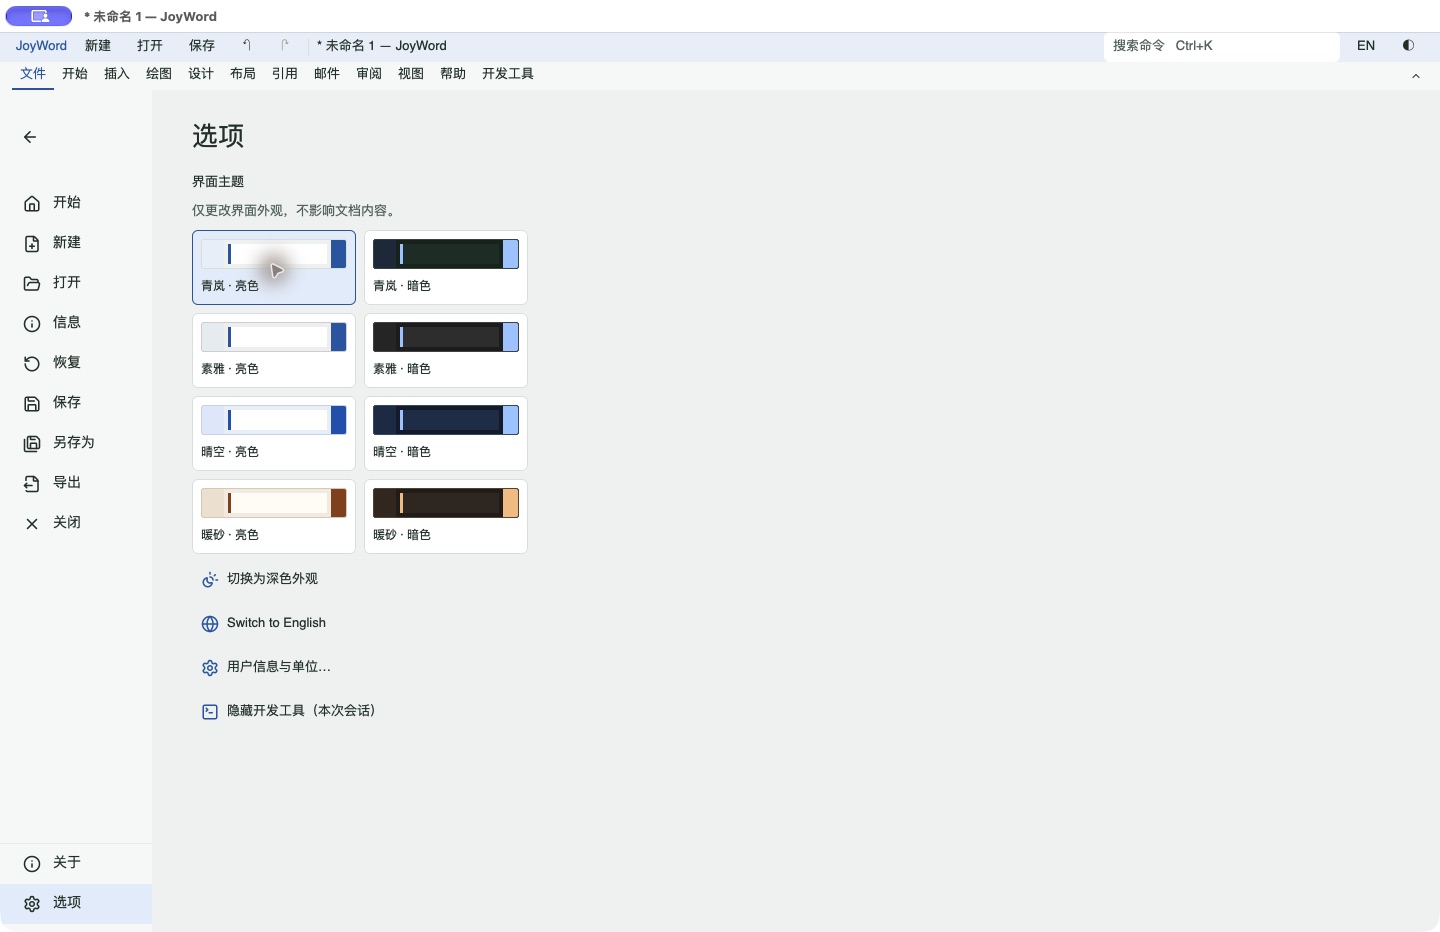 * 未命名 1 — JoyWord
JoyWord 新建 打开 保存 * 未命名 1 — JoyWord 搜索命令 Ctrl+K EN
文件 开始 插入 绘图 设计 布局 引用 邮件 审阅 视图 帮助 开发工具
开始
新建
打开
信息
恢复
保存
另存为
导出
关闭
关于
选项
选项
界面主题
仅更改界面外观，不影响文档内容。
青岚 · 亮色
青岚 · 暗色
素雅 · 亮色
素雅 · 暗色
晴空 · 亮色
晴空 · 暗色
暖砂 · 亮色
暖砂 · 暗色
切换为深色外观
Switch to English
用户信息与单位...
隐藏开发工具（本次会话）